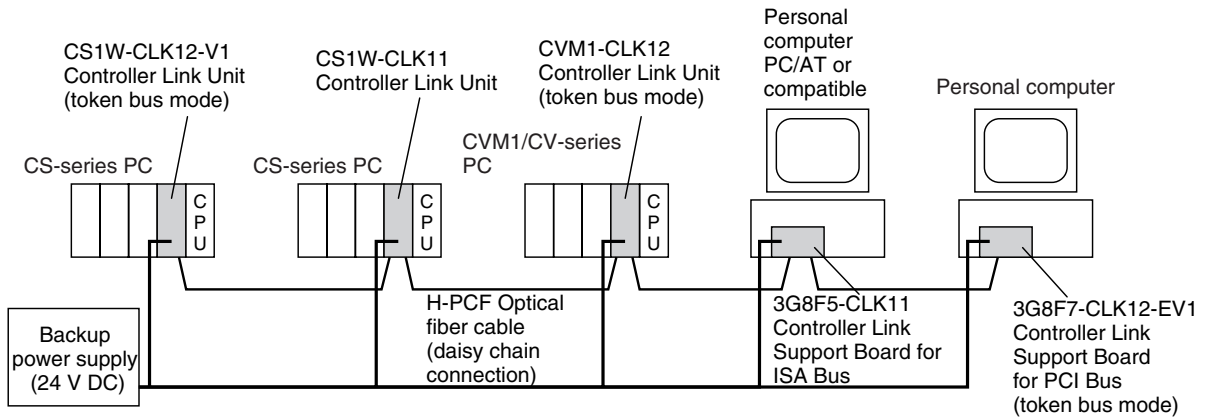 CS1W-CLK12-V1
Controller Link Unit
(token bus mode)
CS1W-CLK11
Controller Link Unit
CVM1-CLK12
Controller Link Unit
(token bus mode)
Personal
computer
PC/AT or
compatible
Personal computer
CS-series PC
CS-series PC
CVM1/CV-series
PC
C
P
U
C
P
U
C
P
U
H-PCF Optical
fiber cable
(daisy chain
connection)
3G8F5-CLK11
Controller Link
Support Board for
ISA Bus
3G8F7-CLK12-EV1
Controller Link
Support Board
for PCI Bus
(token bus mode)
Backup
power supply
(24 V DC)